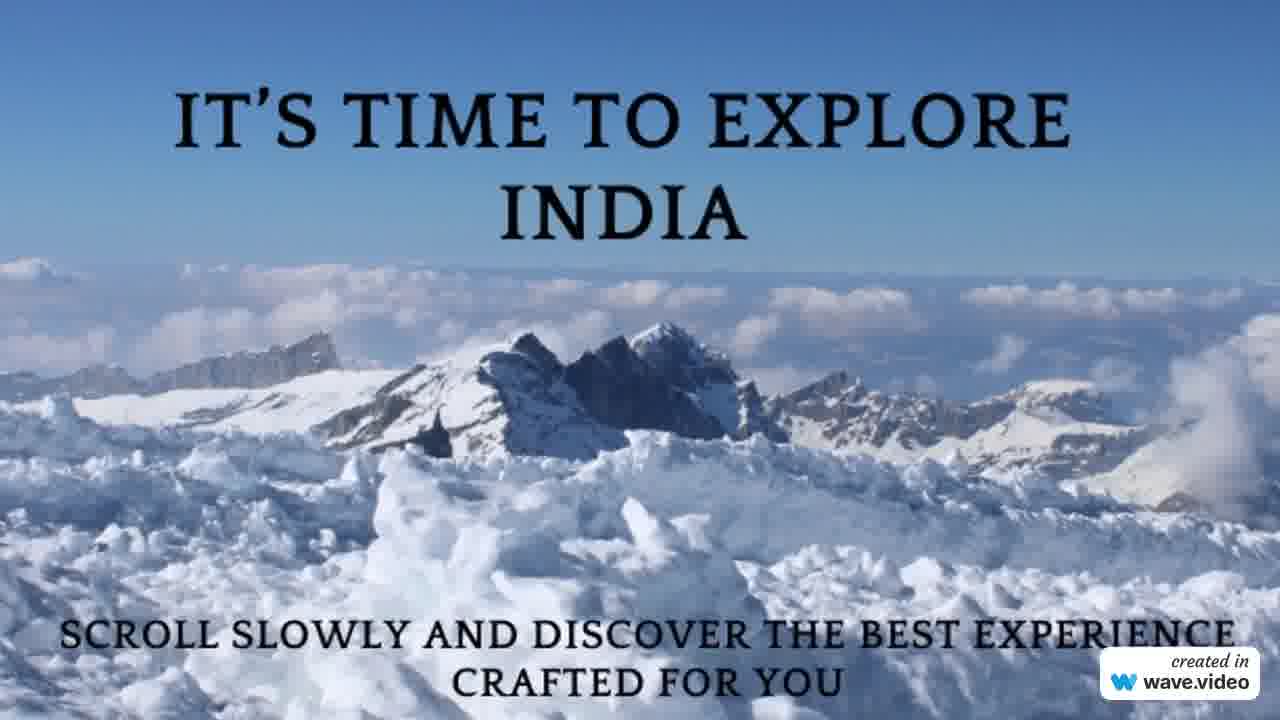 IT’S TIME TO EXPLORE
INDIA
SCROLL SLOWLY AND DISCOVER THE BEST EXPERIENCE
CRAFTED FOR YOU
created in
wave.video